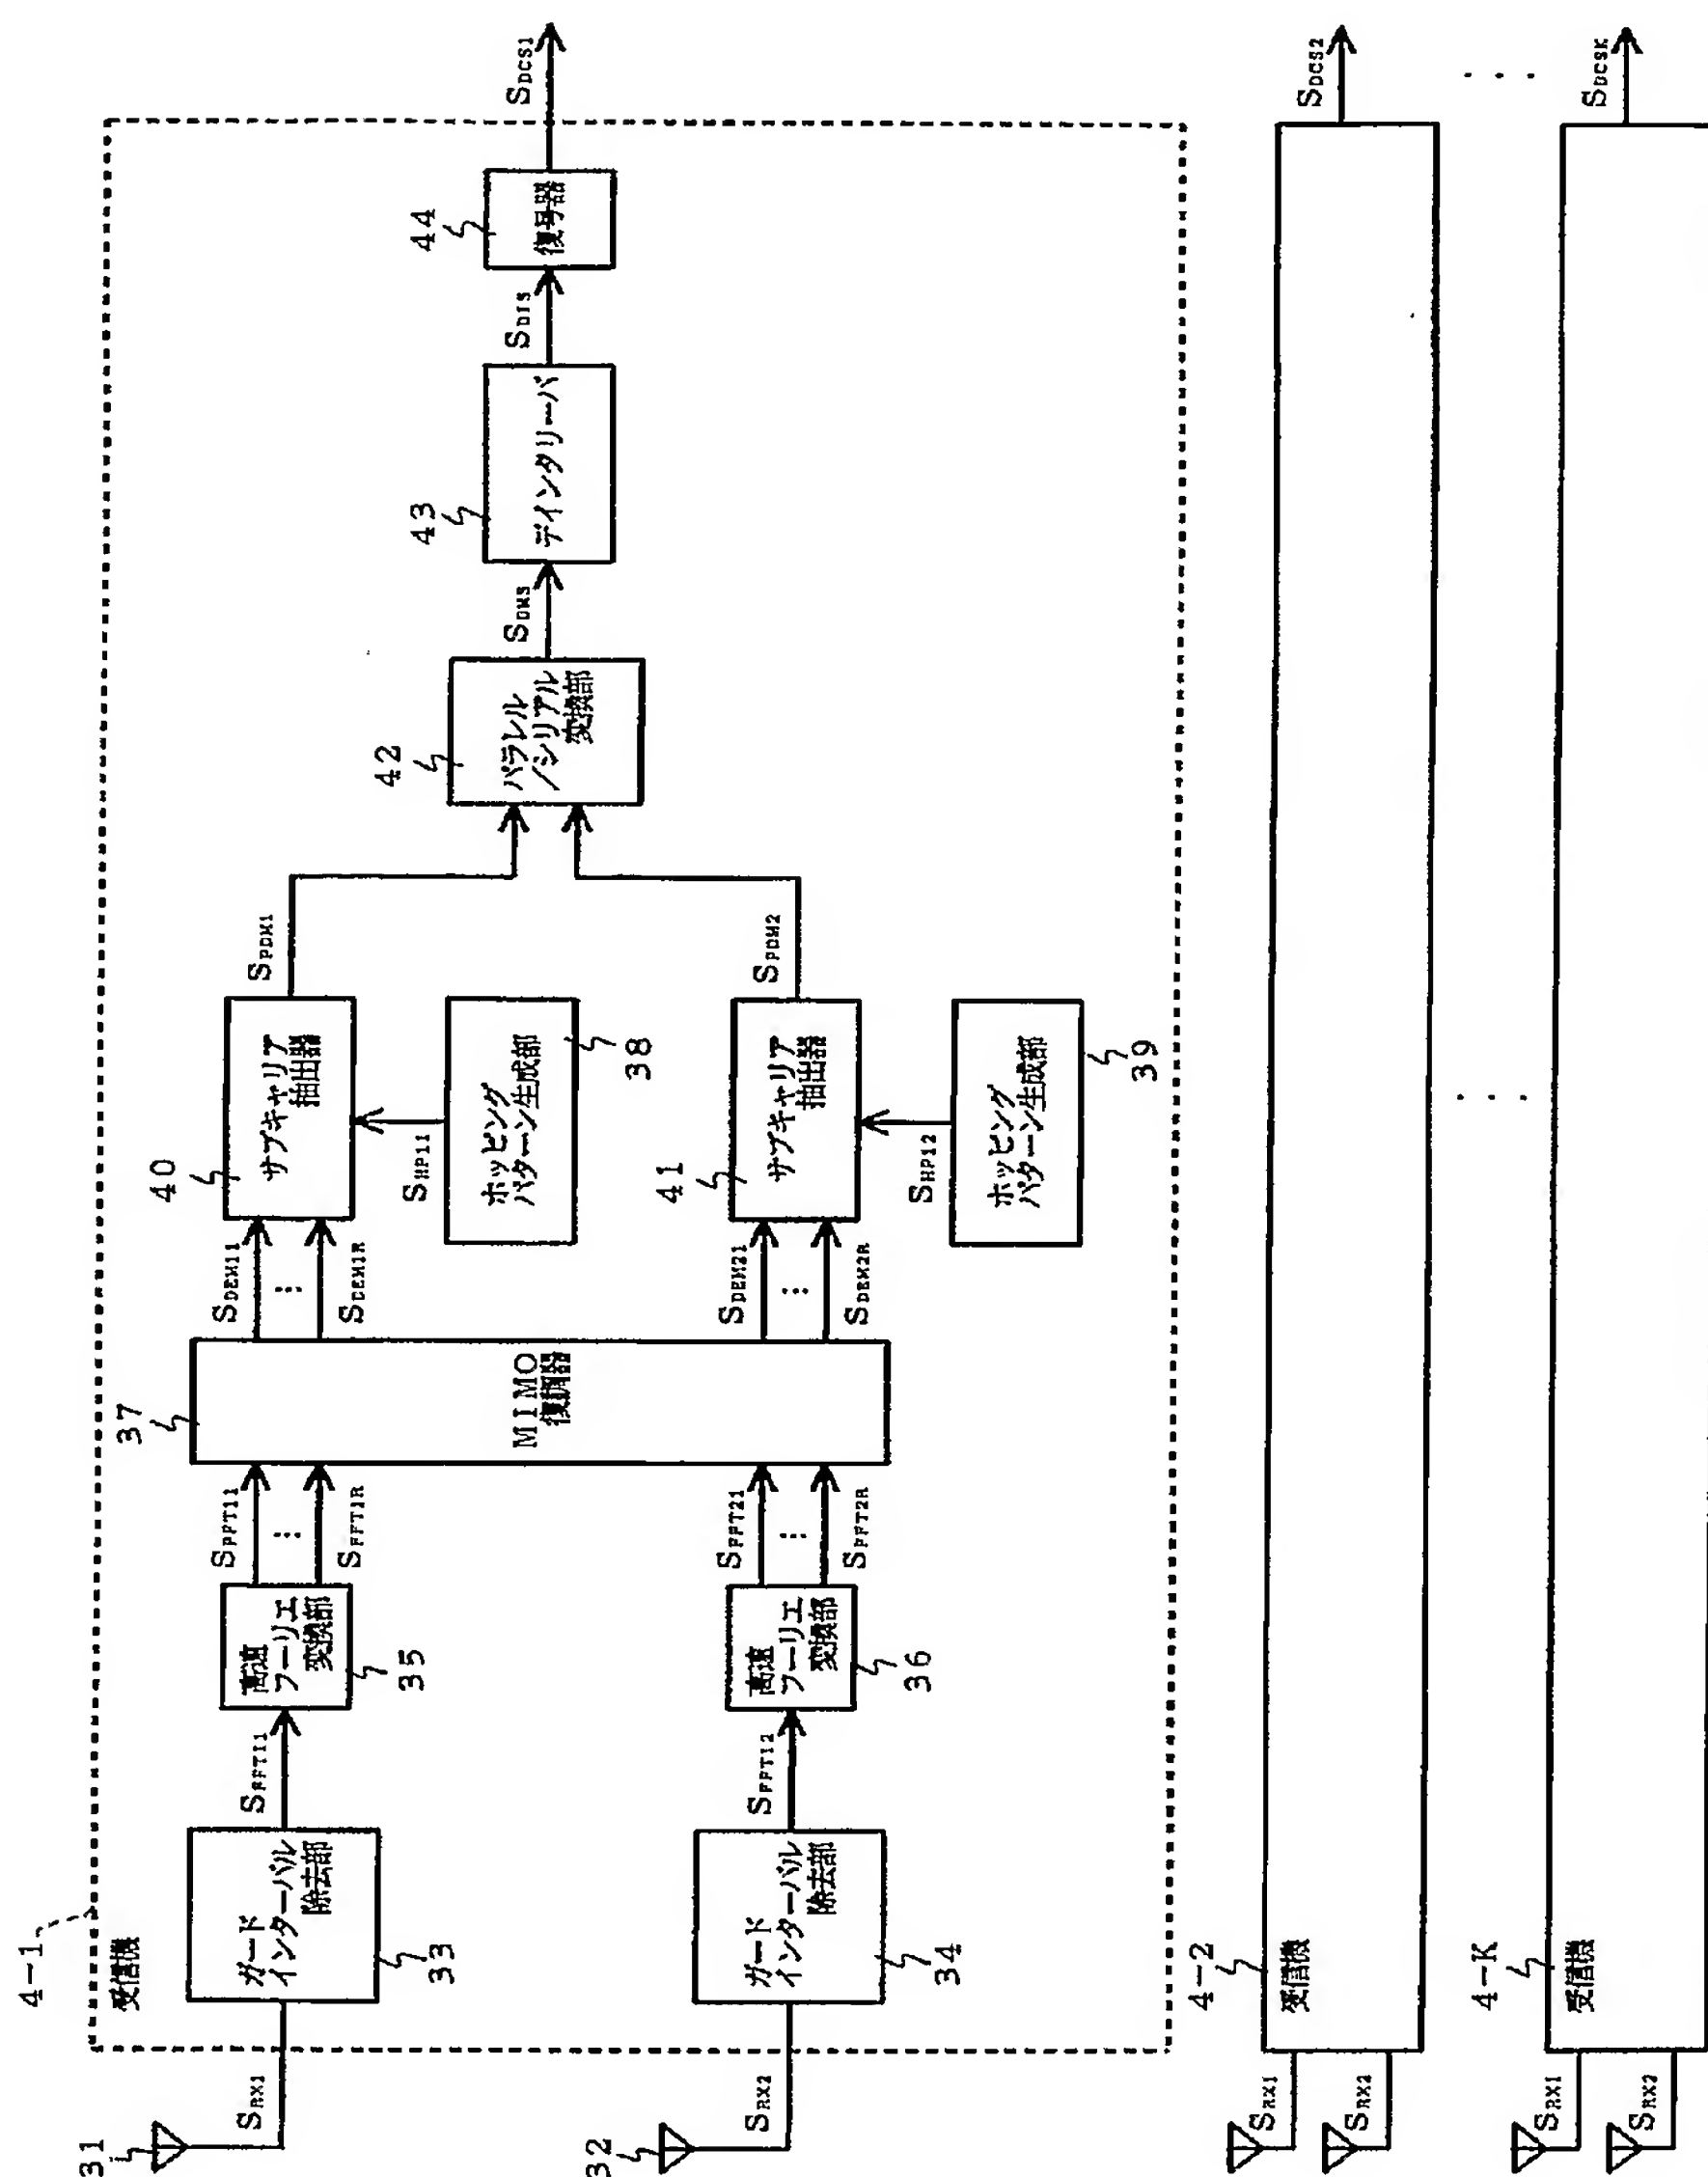 4-1
受信機
31
SRX1
ガード
インターバル
除去部
33
SFFTI1
高速
フーリエ
変換部
35
SFFT11
⋮
SFFT1R
32
SRX2
ガード
インターバル
除去部
34
SFFTI2
高速
フーリエ
変換部
36
SFFT21
⋮
SFFT2R
37
MIMO
復調器
SDEM11
⋮
SDEM1R
40
サブキャリア
抽出器
SHP11
ホッピング
パターン生成部
38
SPDM1
SDEM21
⋮
SDEM2R
41
サブキャリア
抽出器
SHP12
ホッピング
パターン生成部
39
SPDM2
42
パラレル
/シリアル
変換部
SDMS
43
デインタリーバ
SDIS
44
復号器
SDCS1
4-2
受信機
SRX1
SRX2
SDCS2
. . .
. . .
4-K
受信機
SRX1
SRX2
SDCSK